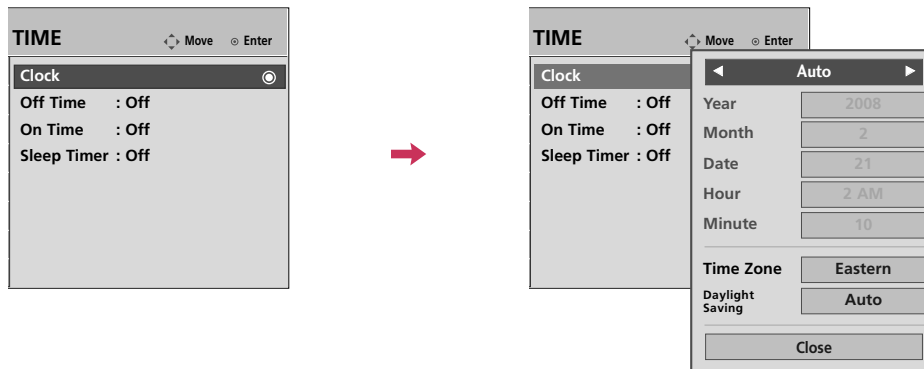 TIME Move Enter
Clock
Off Time : Off
On Time : Off
Sleep Timer : Off
TIME Move Enter
Clock
Off Time : Off
On Time : Off
Sleep Timer : Off
Auto
Year 2008
Month 2
Date 21
Hour 2 AM
Minute 10
Time Zone Eastern
Daylight
Saving Auto
Close